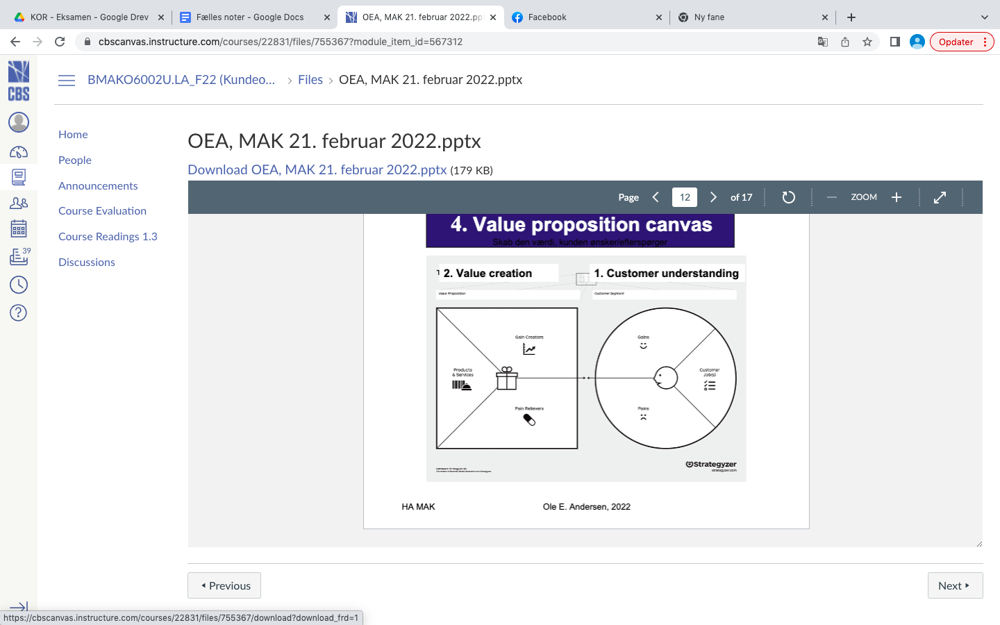 KOR - Eksamen - Google Drev
Fælles noter - Google Docs
OEA, MAK 21. februar 2022.pp
Facebook
Ny fane
cbscanvas.instructure.com/courses/22831/files/755367?module_item_id=567312
Opdater
CBS
BMAKO6002U.LA_F22 (Kundeo... › Files › OEA, MAK 21. februar 2022.pptx
Home
People
Announcements
Course Evaluation
Course Readings 1.3
Discussions
39
OEA, MAK 21. februar 2022.pptx
Download OEA, MAK 21. februar 2022.pptx (179 KB)
Page 12 of 17 ZOOM
4. Value proposition canvas
Skab den værdi, kunden ønsker/efterspørger
2. Value creation
1. Customer understanding
Value Proposition
Customer Segment
Gain Creators
Gains
Products
& Services
Customer
Job(s)
Pain Relievers
Pains
Strategyzer
strategyzer.com
HA MAK
Ole E. Andersen, 2022
Previous
Next
https://cbscanvas.instructure.com/courses/22831/files/755367/download?download_frd=1